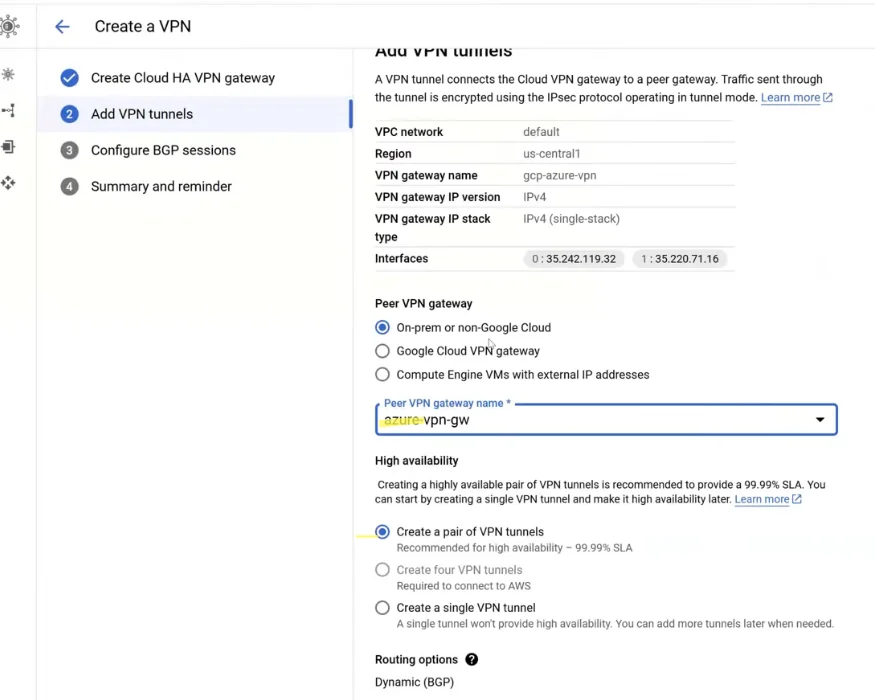 Create a VPN
Create Cloud HA VPN gateway
2 Add VPN tunnels
3 Configure BGP sessions
4 Summary and reminder
Add VPN tunnels
A VPN tunnel connects the Cloud VPN gateway to a peer gateway. Traffic sent through
the tunnel is encrypted using the IPsec protocol operating in tunnel mode. Learn more
VPC network default
Region us-central1
VPN gateway name gcp-azure-vpn
VPN gateway IP version IPv4
VPN gateway IP stack IPv4 (single-stack)
type
Interfaces 0 : 35.242.119.32 1 : 35.220.71.16
Peer VPN gateway
On-prem or non-Google Cloud
Google Cloud VPN gateway
Compute Engine VMs with external IP addresses
Peer VPN gateway name *
azure-vpn-gw
High availability
Creating a highly available pair of VPN tunnels is recommended to provide a 99.99% SLA. You
can start by creating a single VPN tunnel and make it high availability later. Learn more
Create a pair of VPN tunnels
Recommended for high availability – 99.99% SLA
Create four VPN tunnels
Required to connect to AWS
Create a single VPN tunnel
A single tunnel won't provide high availability. You can add more tunnels later when needed.
Routing options ?
Dynamic (BGP)